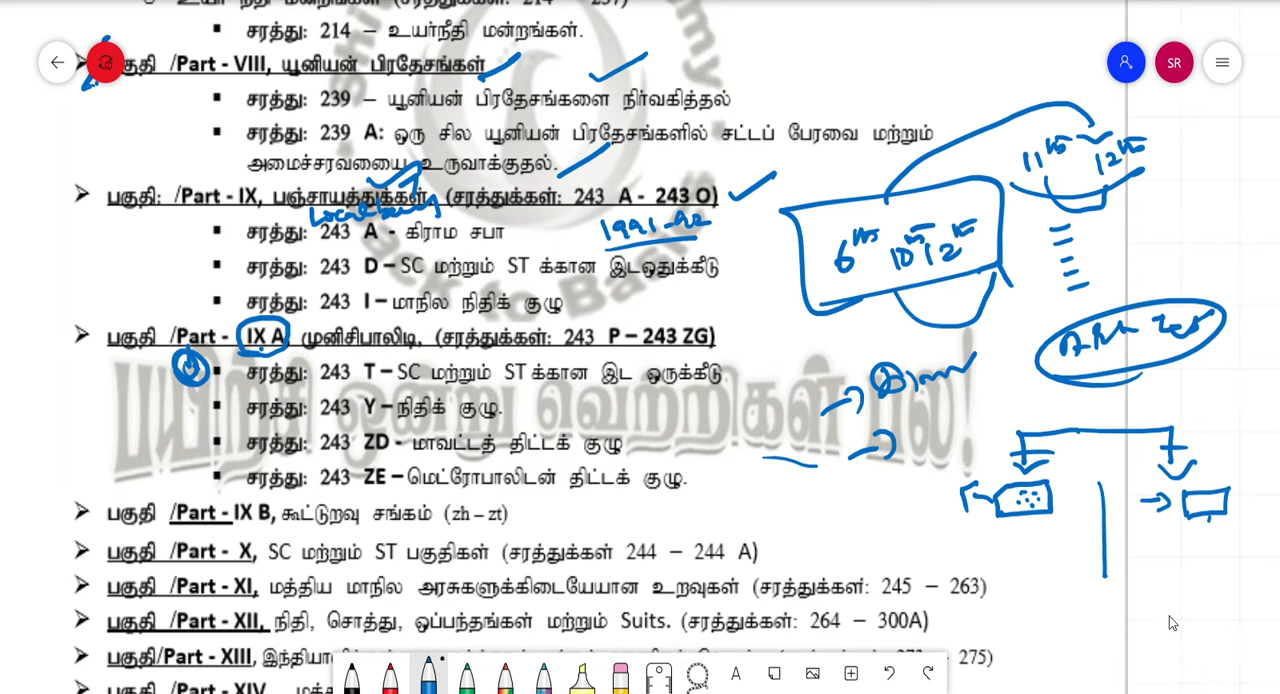 சரத்து: 214 – உயர்நீதி மன்றங்கள்.
பகுதி /Part - VIII, யூனியன் பிரதேசங்கள்
SR
சரத்து: 239 – யூனியன் பிரதேசங்களை நிர்வகித்தல்
சரத்து: 239 A: ஒரு சில யூனியன் பிரதேசங்களில் சட்டப் பேரவை மற்றும்
அமைச்சரவையை உருவாக்குதல்.
11th 12th
பகுதி: /Part - IX, பஞ்சாயத்துக்கள், (சரத்துக்கள்: 243 A - 243 O)
1991-92
சரத்து: 243 A - கிராம சபா
6th 10th 12th
சரத்து: 243 D – SC மற்றும் ST க்கான இடஒதுக்கீடு
சரத்து: 243 I – மாநில நிதிக் குழு
பகுதி /Part - IX A முனிசிபாலிடி, (சரத்துக்கள்: 243 P – 243 ZG)
சரத்து: 243 T – SC மற்றும் ST க்கான இட ஒருக்கீடு
சரத்து: 243 Y – நிதிக் குழு.
சரத்து: 243 ZD - மாவட்டத் திட்டக் குழு
சரத்து: 243 ZE – மெட்ரோபாலிடன் திட்டக் குழு.
பயிற்சி ஒன்று வெற்றிகள் பல!
பகுதி /Part - IX B, கூட்டுறவு சங்கம் (zh – zt)
பகுதி /Part - X, SC மற்றும் ST பகுதிகள் (சரத்துக்கள் 244 – 244 A)
பகுதி /Part - XI, மத்திய மாநில அரசுகளுக்கிடையேயான உறவுகள் (சரத்துக்கள்: 245 – 263)
பகுதி /Part - XII, நிதி, சொத்து, ஒப்பந்தங்கள் மற்றும் Suits. (சரத்துக்கள்: 264 – 300A)
பகுதி/Part - XIII, 275)
பகுதி /Part - XIV,